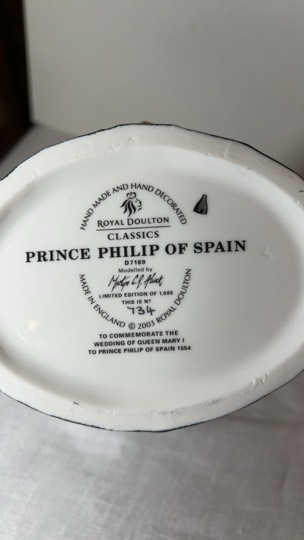 HAND MADE AND HAND DECORATED
ROYAL DOULTON
CLASSICS
PRINCE PHILIP OF SPAIN
D7189
Modelled by
LIMITED EDITION OF 1,000
THIS IS Nº
734
MADE IN ENGLAND © 2003 ROYAL DOULTON
TO COMMEMORATE THE
WEDDING OF QUEEN MARY I
TO PRINCE PHILIP OF SPAIN 1554